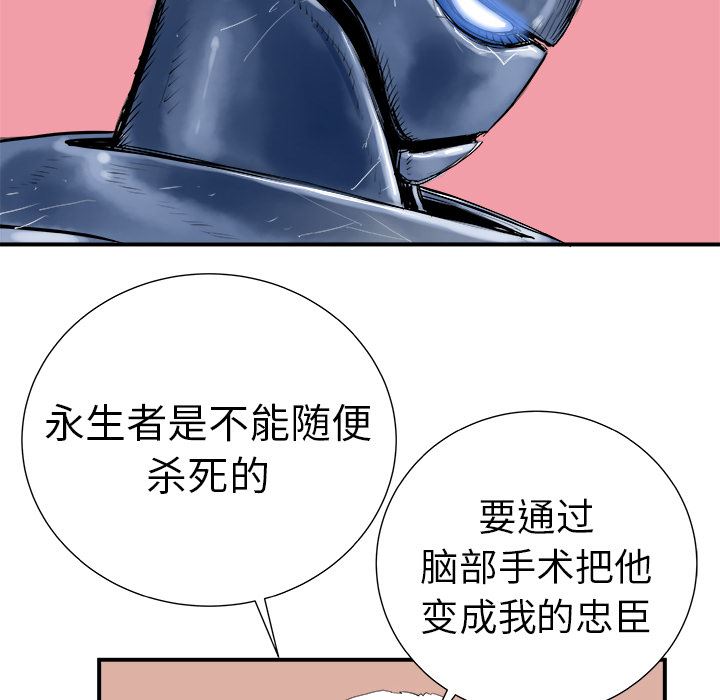 永生者是不能随便
杀死的
要通过
脑部手术把他
变成我的忠臣